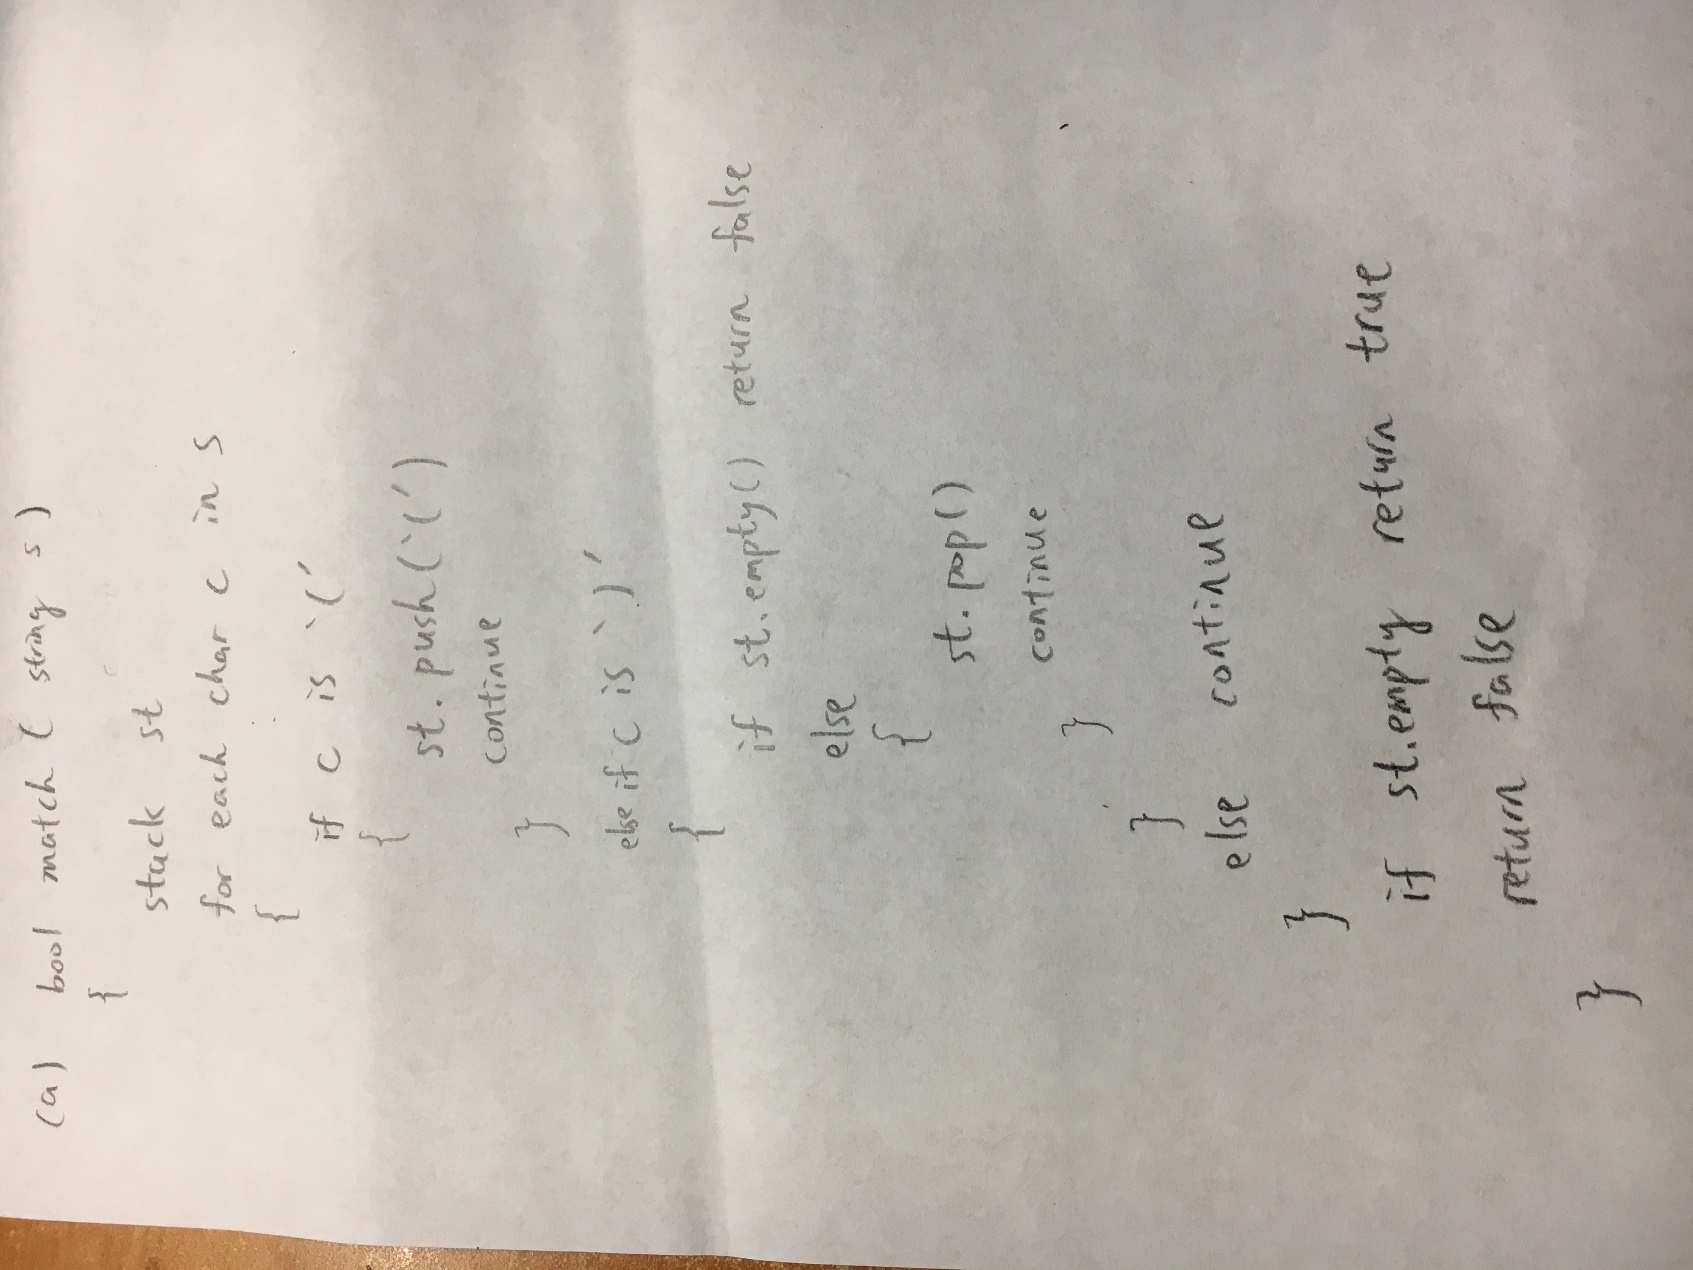 (a) bool match ( string s )
{
stack st
for each char c in s
{
if c is `('
{
st.push(`(')
continue
}
else if c is `)'
{
if st.empty() return false
else
{
st.pop()
continue
}
}
else continue
}
if st.empty return true
return false
}